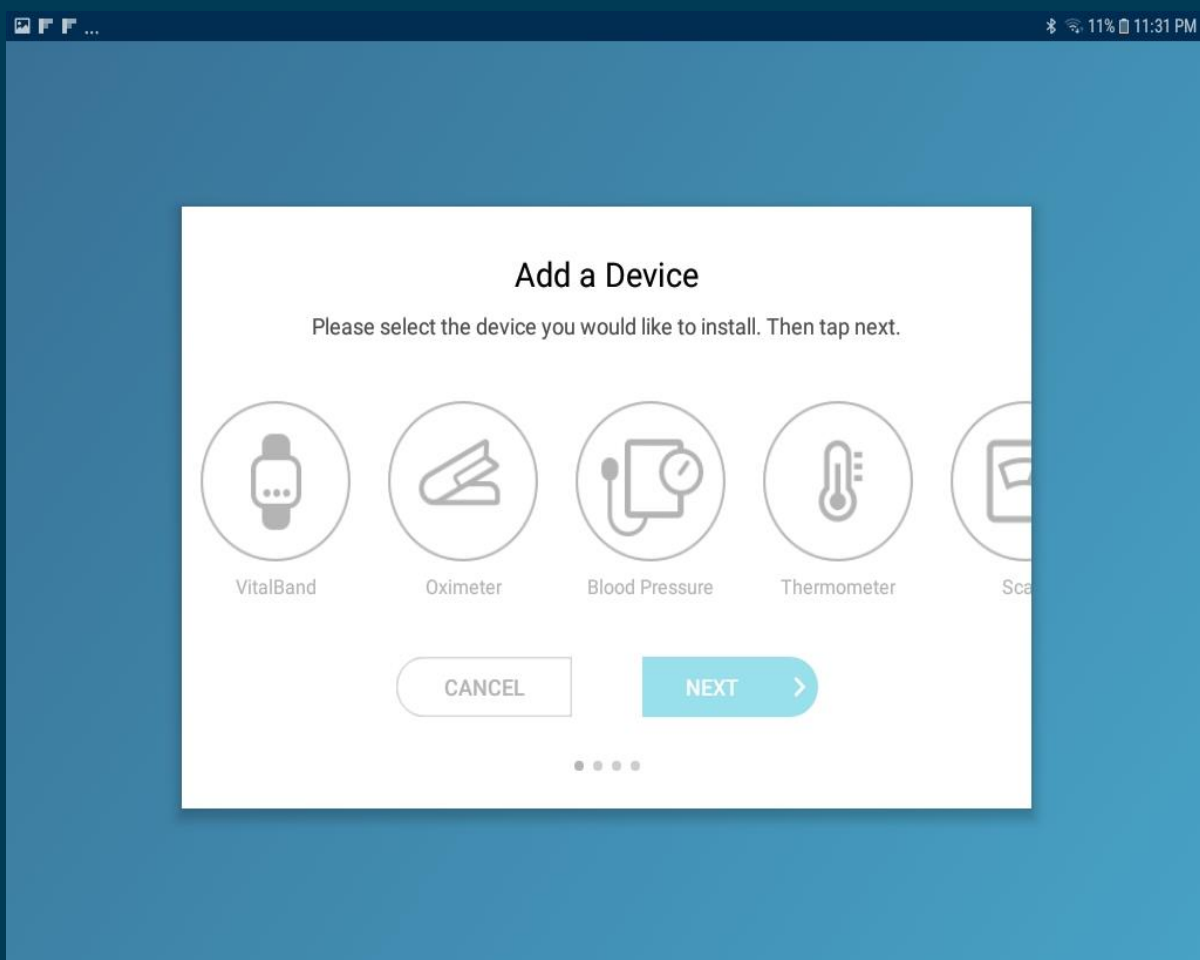 ... 11% 11:31 PM
Add a Device
Please select the device you would like to install. Then tap next.
VitalBand Oximeter Blood Pressure Thermometer Sca
CANCEL NEXT